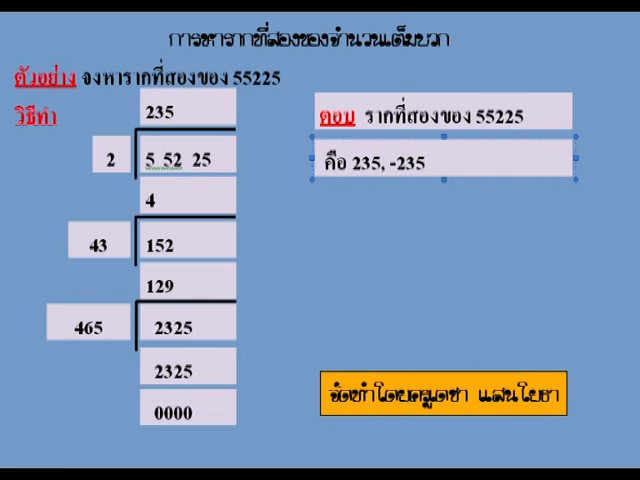 การหารากที่สองของจำนวนเต็มบวก
ตัวอย่าง จงหารากที่สองของ 55225
วิธีทำ
235
2 5 52 25
4
43 152
129
465 2325
2325
0000
ตอบ รากที่สองของ 55225
คือ 235, -235
จัดทำโดยครูเดชา แสนโยธา